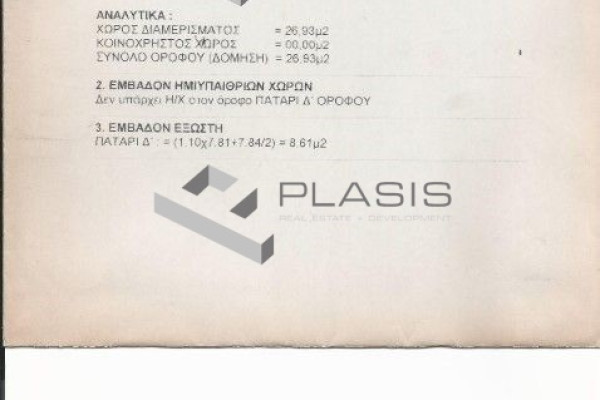 ΑΝΑΛΥΤΙΚΑ :
ΧΩΡΟΣ ΔΙΑΜΕΡΙΣΜΑΤΟΣ = 26,93μ2
ΚΟΙΝΟΧΡΗΣΤΟΣ ΧΩΡΟΣ = 00,00μ2
ΣΥΝΟΛΟ ΟΡΟΦΟΥ (ΔΟΜΗΣΗ) = 26,93μ2
2. ΕΜΒΑΔΟΝ ΗΜΙΥΠΑΙΘΡΙΩΝ ΧΩΡΩΝ
Δεν υπάρχει Η/Χ στον όροφο ΠΑΤΑΡΙ Δ΄ ΟΡΟΦΟΥ
3. ΕΜΒΑΔΟΝ ΕΞΩΣΤΗ
ΠΑΤΑΡΙ Δ΄ : = (1.10χ7.81+7.84/2) = 8.61μ2
PLASIS
REAL ESTATE + DEVELOPMENT